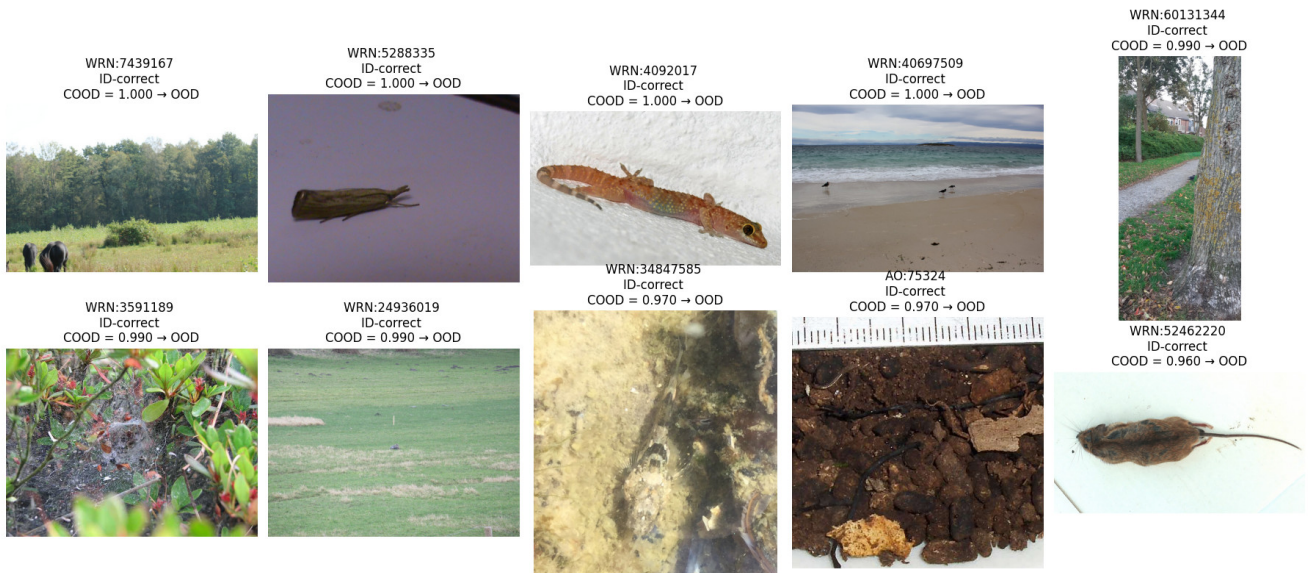 WRN:7439167
ID-correct
COOD = 1.000 → OOD
WRN:5288335
ID-correct
COOD = 1.000 → OOD
WRN:4092017
ID-correct
COOD = 1.000 → OOD
WRN:40697509
ID-correct
COOD = 1.000 → OOD
WRN:60131344
ID-correct
COOD = 0.990 → OOD
WRN:3591189
ID-correct
COOD = 0.990 → OOD
WRN:24936019
ID-correct
COOD = 0.990 → OOD
WRN:34847585
ID-correct
COOD = 0.970 → OOD
AO:75324
ID-correct
COOD = 0.970 → OOD
WRN:52462220
ID-correct
COOD = 0.960 → OOD